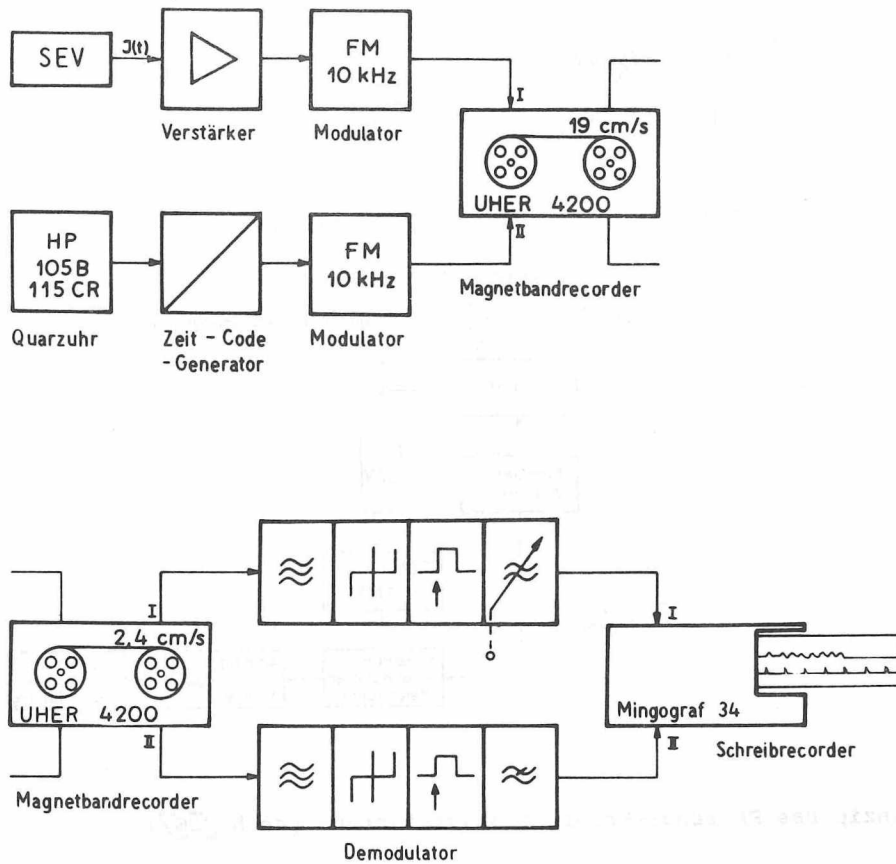 SEV
J(t)
FM
10 kHz
I
19 cm/s
UHER 4200
II
Verstärker
Modulator
Magnetbandrecorder
HP
105B
115 CR
FM
10 kHz
Quarzuhr
Zeit - Code
- Generator
Modulator
I
2,4 cm/s
UHER 4200
II
Magnetbandrecorder
Demodulator
I
Mingograf 34
II
Schreibrecorder